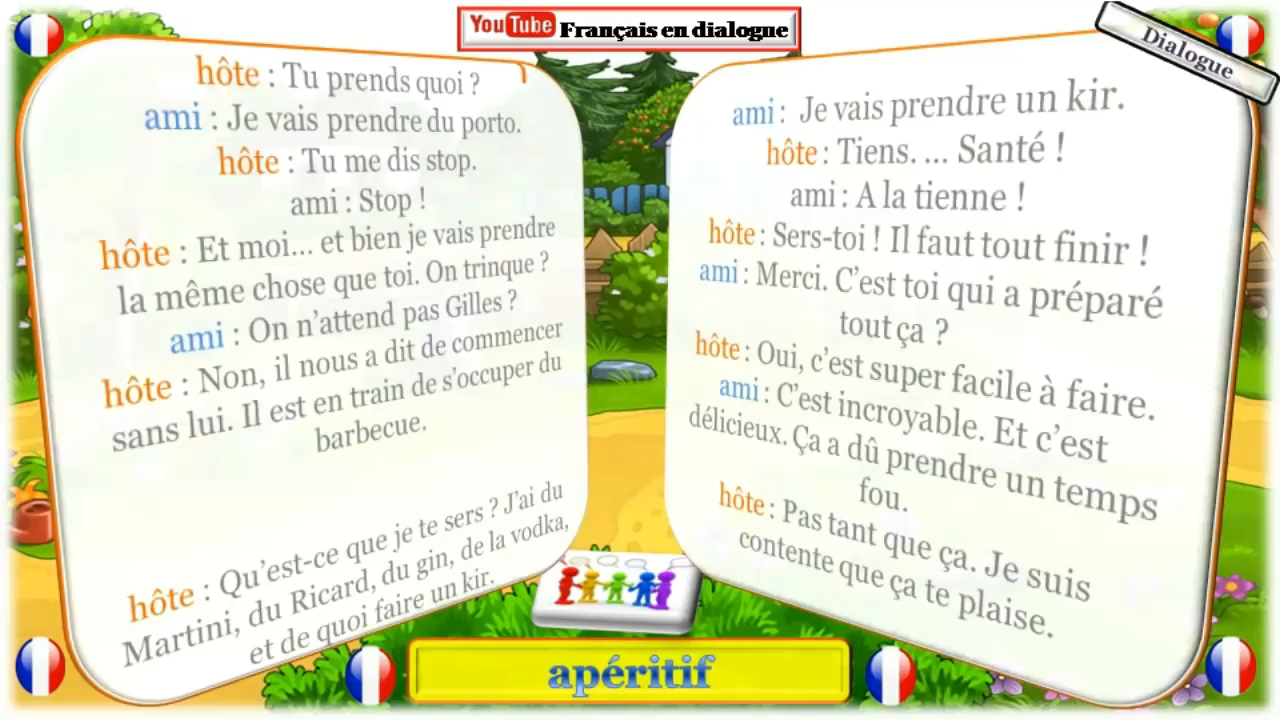 YouTube Français en dialogue
Dialogue
hôte : Tu prends quoi ?
ami : Je vais prendre du porto.
hôte : Tu me dis stop.
ami : Stop !
hôte : Et moi... et bien je vais prendre
la même chose que toi. On trinque ?
ami : On n'attend pas Gilles ?
hôte : Non, il nous a dit de commencer
sans lui. Il est en train de s'occuper du
barbecue.
hôte : Qu'est-ce que je te sers ? J'ai du
Martini, du Ricard, du gin, de la vodka,
et de quoi faire un kir.
ami : Je vais prendre un kir.
hôte : Tiens. ... Santé !
ami : A la tienne !
hôte : Sers-toi ! Il faut tout finir !
ami : Merci. C'est toi qui a préparé
tout ça ?
hôte : Oui, c'est super facile à faire.
ami : C'est incroyable. Et c'est
délicieux. Ça a dû prendre un temps
fou.
hôte : Pas tant que ça. Je suis
contente que ça te plaise.
apéritif